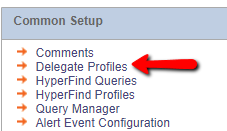 Common Setup
Comments
Delegate Profiles
HyperFind Queries
HyperFind Profiles
Query Manager
Alert Event Configuration